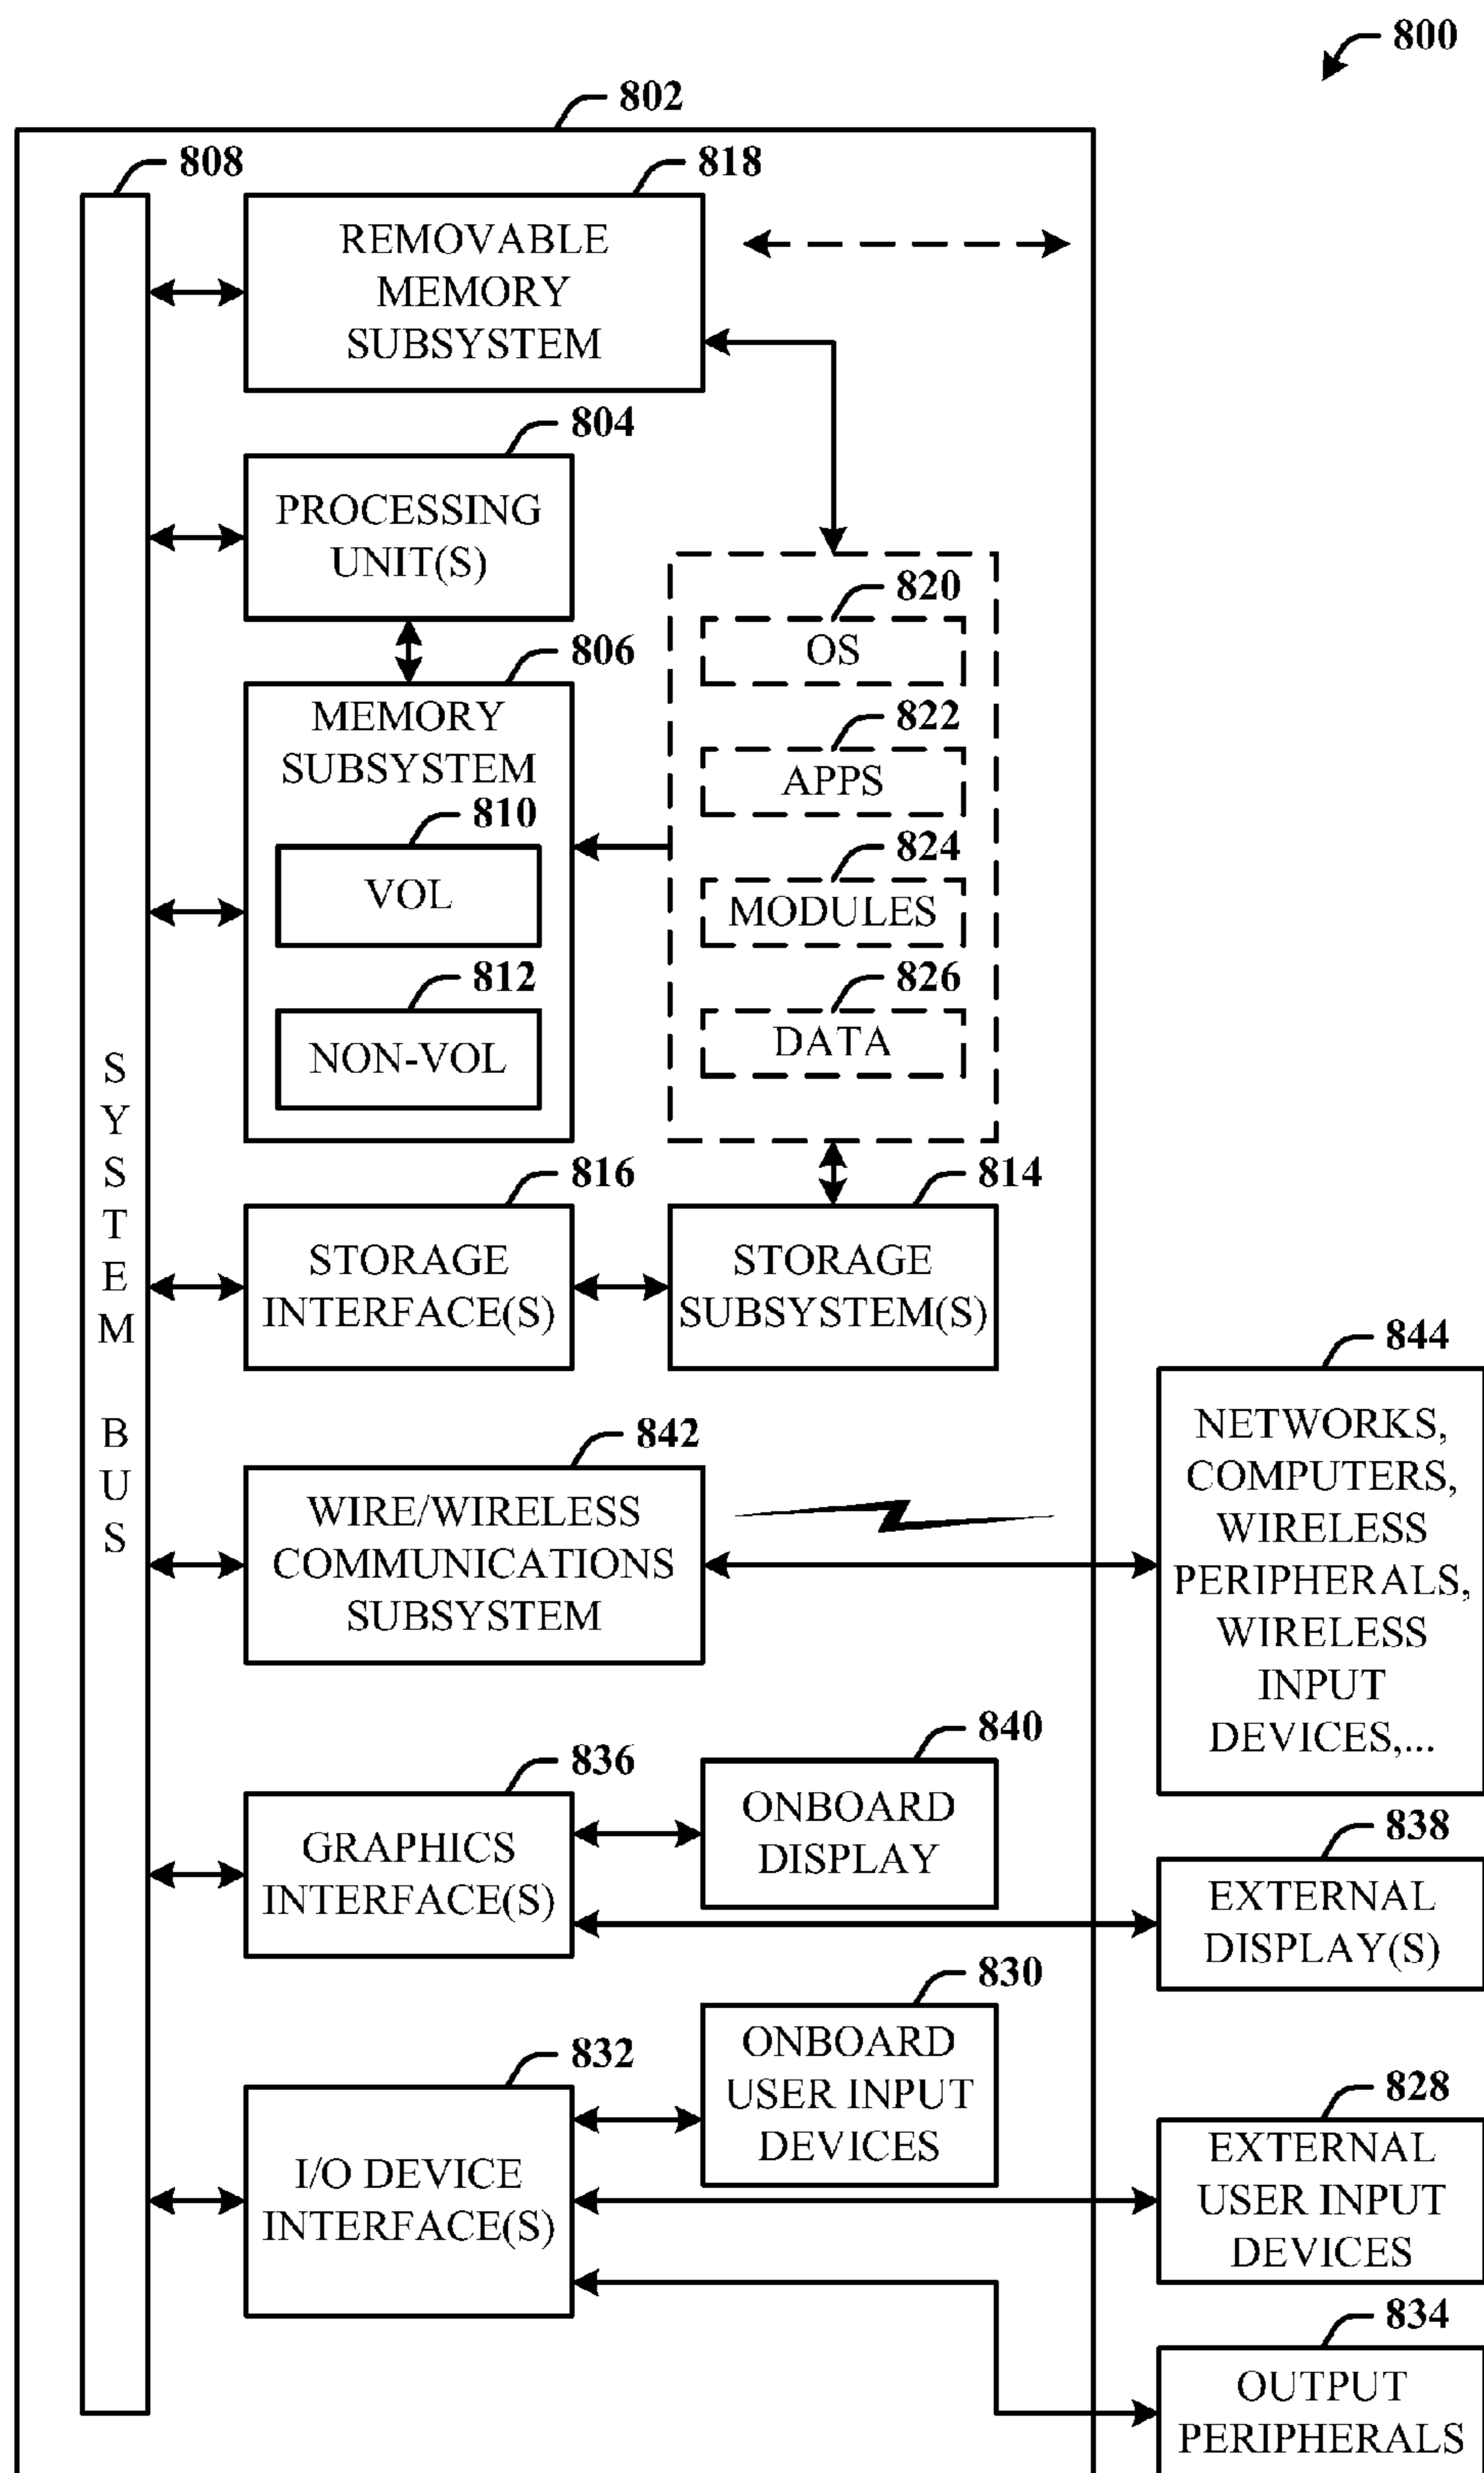 800
802
808
818
REMOVABLE
MEMORY
SUBSYSTEM
804
PROCESSING
UNIT(S)
820
OS
806
MEMORY
SUBSYSTEM
822
APPS
810
VOL
824
MODULES
812
NON-VOL
826
DATA
SYSTEM BUS
816
STORAGE
INTERFACE(S)
814
STORAGE
SUBSYSTEM(S)
844
NETWORKS,
COMPUTERS,
WIRELESS
PERIPHERALS,
WIRELESS
INPUT
DEVICES,...
842
WIRE/WIRELESS
COMMUNICATIONS
SUBSYSTEM
840
ONBOARD
DISPLAY
836
GRAPHICS
INTERFACE(S)
838
EXTERNAL
DISPLAY(S)
830
ONBOARD
USER INPUT
DEVICES
832
I/O DEVICE
INTERFACE(S)
828
EXTERNAL
USER INPUT
DEVICES
834
OUTPUT
PERIPHERALS